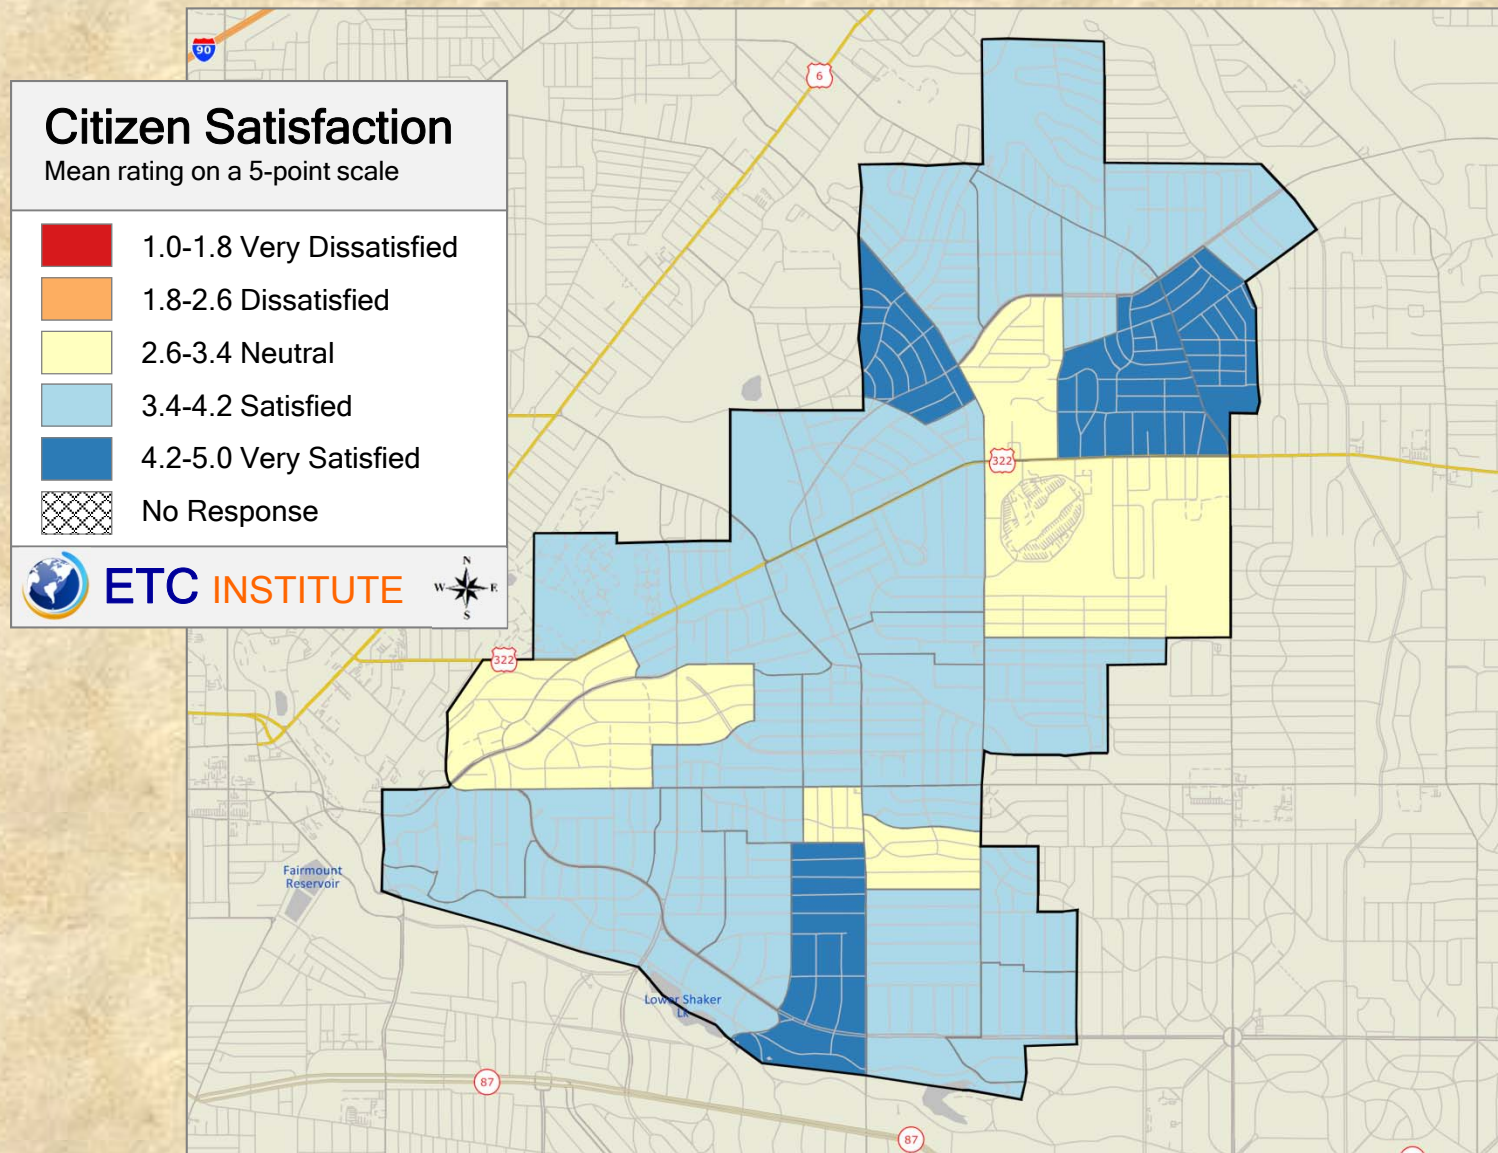 90
6
Citizen Satisfaction
Mean rating on a 5-point scale
1.0-1.8 Very Dissatisfied
1.8-2.6 Dissatisfied
2.6-3.4 Neutral
3.4-4.2 Satisfied
4.2-5.0 Very Satisfied
No Response
ETC INSTITUTE
N
W
E
S
322
322
Fairmount
Reservoir
Lower Shaker
Lk
87
87